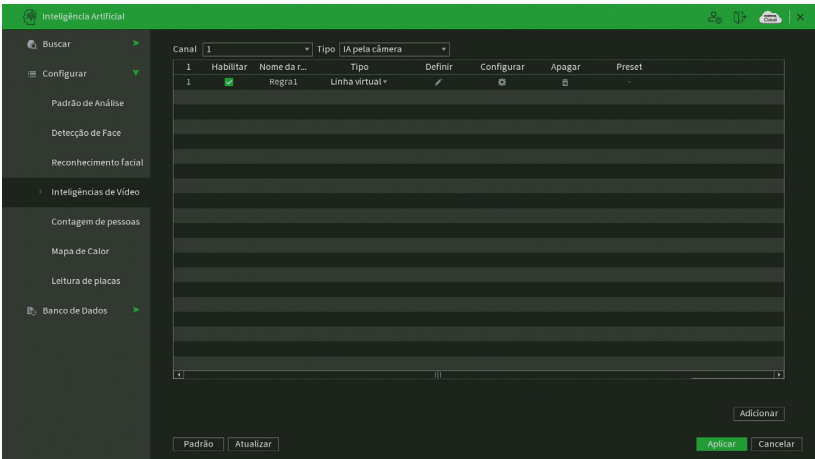 Inteligência Artificial
Cloud
Buscar
Configurar
Padrão de Análise
Detecção de Face
Reconhecimento facial
Inteligências de Vídeo
Contagem de pessoas
Mapa de Calor
Leitura de placas
Banco de Dados
Canal 1 Tipo IA pela câmera
1 Habilitar Nome da r... Tipo Definir Configurar Apagar Preset
1 Regra1 Linha virtual -
Adicionar
Padrão Atualizar Aplicar Cancelar